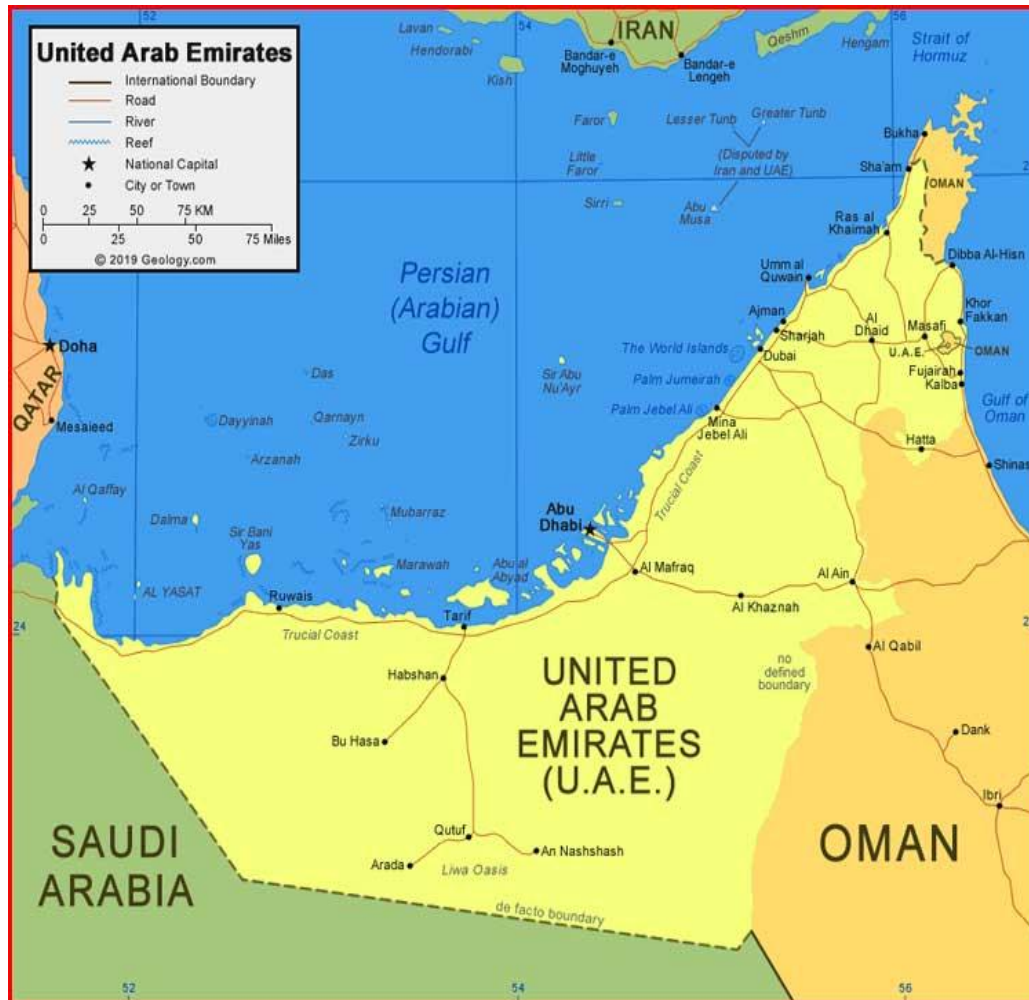 United Arab Emirates
International Boundary
Road
River
Reef
National Capital
City or Town
0 25 50 75 KM
0 25 50 75 Miles
© 2019 Geology.com
52
54
56
Lavan
Hendorabi
Kish
IRAN
Bandar-e
Moghuyeh
Bandar-e
Lengeh
Qeshm
Hengam
Strait of
Hormuz
Faror
Lesser Tunb
Greater Tunb
(Disputed by
Iran and UAE)
Little
Faror
Sirri
Abu
Musa
Bukha
Sha'am
OMAN
Ras al
Khaimah
Dibba Al-Hisn
Umm al
Quwain
Persian
(Arabian)
Gulf
Ajman
Sharjah
Al
Dhaid
Masafi
Khor
Fakkan
U.A.E.
OMAN
The World Islands
Dubai
Fujairah
Kalba
Palm Jumeirah
Palm Jebel Ali
Mina
Jebel Ali
Gulf of
Oman
Hatta
Shinas
Doha
QATAR
Mesaieed
Das
Sir Abu
Nu'Ayr
Dayyinah
Qarnayn
Zirku
Arzanah
Al Qaffay
Dalma
Sir Bani
Yas
Mubarraz
Marawah
Abu al
Abyad
Abu
Dhabi
Trucial Coast
AL YASAT
Ruwais
Tarif
Al Mafraq
Al Khaznah
Al Ain
24
2
Trucial Coast
Habshan
Bu Hasa
UNITED
ARAB
EMIRATES
(U.A.E.)
no
defined
boundary
Al Qabil
Dank
Ibri
OMAN
SAUDI
ARABIA
Qutuf
Arada
Liwa Oasis
An Nashshash
de facto boundary
52
54
56